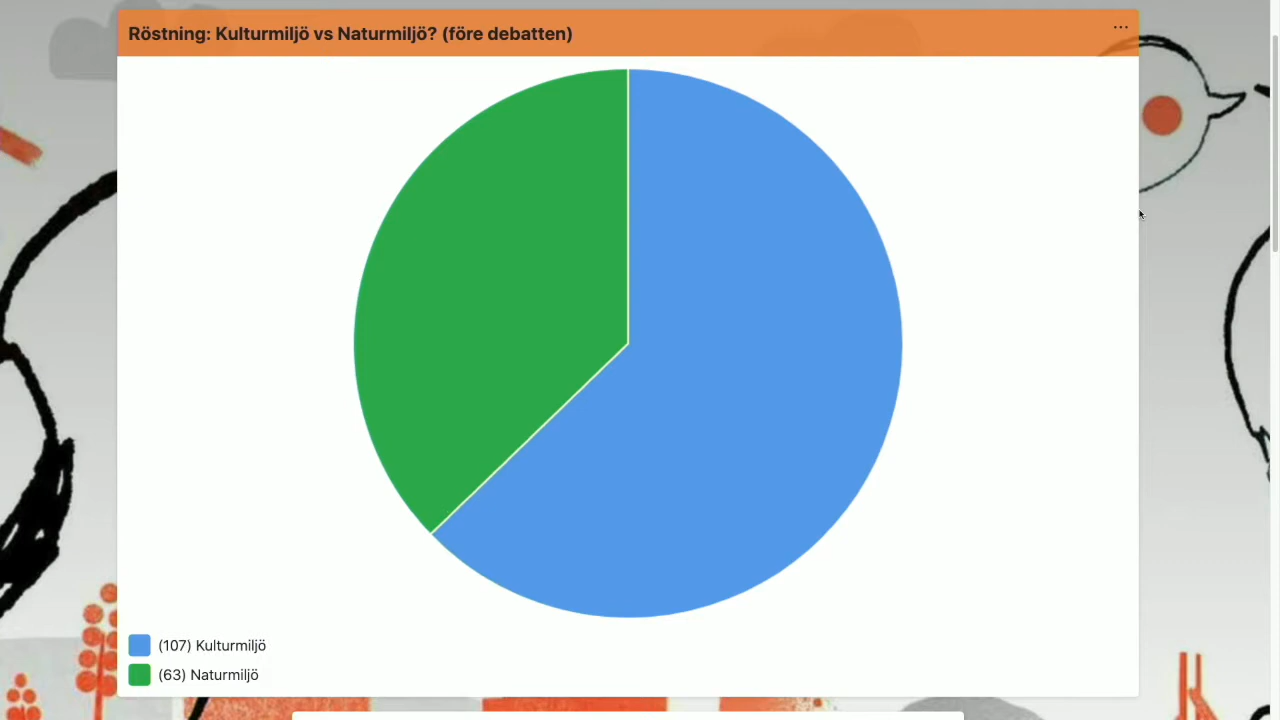 Röstning: Kulturmiljö vs Naturmiljö? (före debatten)
(107) Kulturmiljö
(63) Naturmiljö